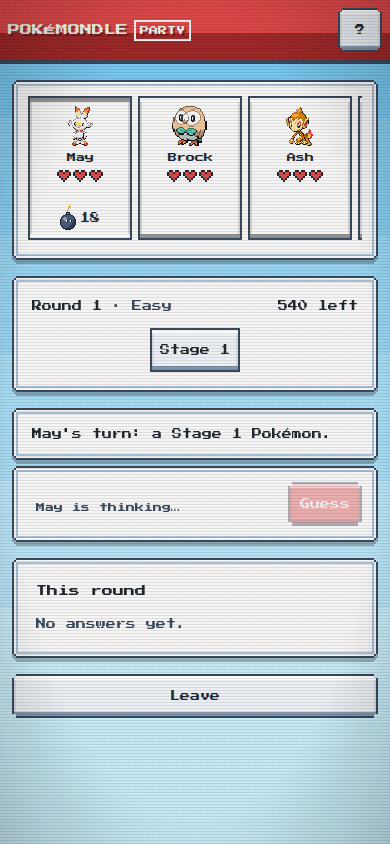 POKéMONDLE PARTY
?
May
Brock
Ash
18
Round 1 · Easy
540 left
Stage 1
May's turn: a Stage 1 Pokémon.
May is thinking…
Guess
This round
No answers yet.
Leave